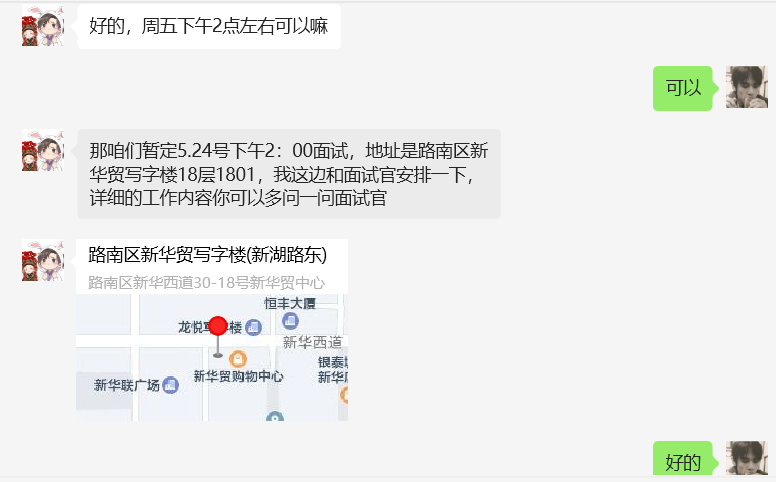 好的，周五下午2点左右可以嘛
可以
那咱们暂定5.24号下午2：00面试，地址是路南区新
华贸写字楼18层1801，我这边和面试官安排一下，
详细的工作内容你可以多问一问面试官
路南区新华贸写字楼(新湖路东)
路南区新华西道30-18号新华贸中心
恒丰大厦
龙悦写
楼
新华西道
银泰城
新华贸购物中心
新华
新华联广场
好的